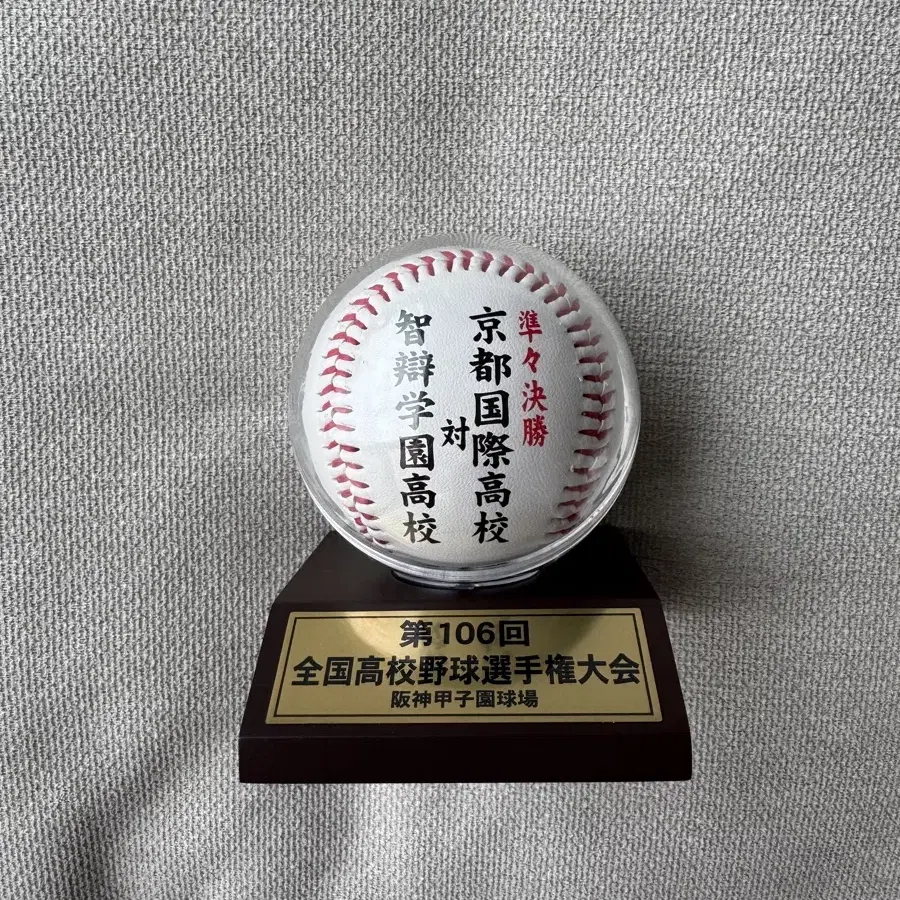 準々決勝
京都国際高校
対
智辯学園高校
第106回
全国高校野球選手権大会
阪神甲子園球場